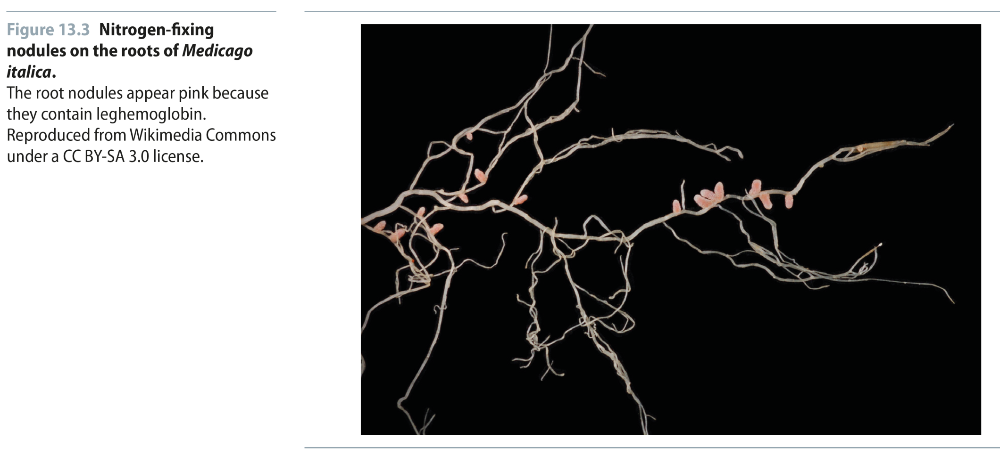 Figure 13.3 Nitrogen-fixing
nodules on the roots of Medicago
italica.
The root nodules appear pink because
they contain leghemoglobin.
Reproduced from Wikimedia Commons
under a CC BY-SA 3.0 license.